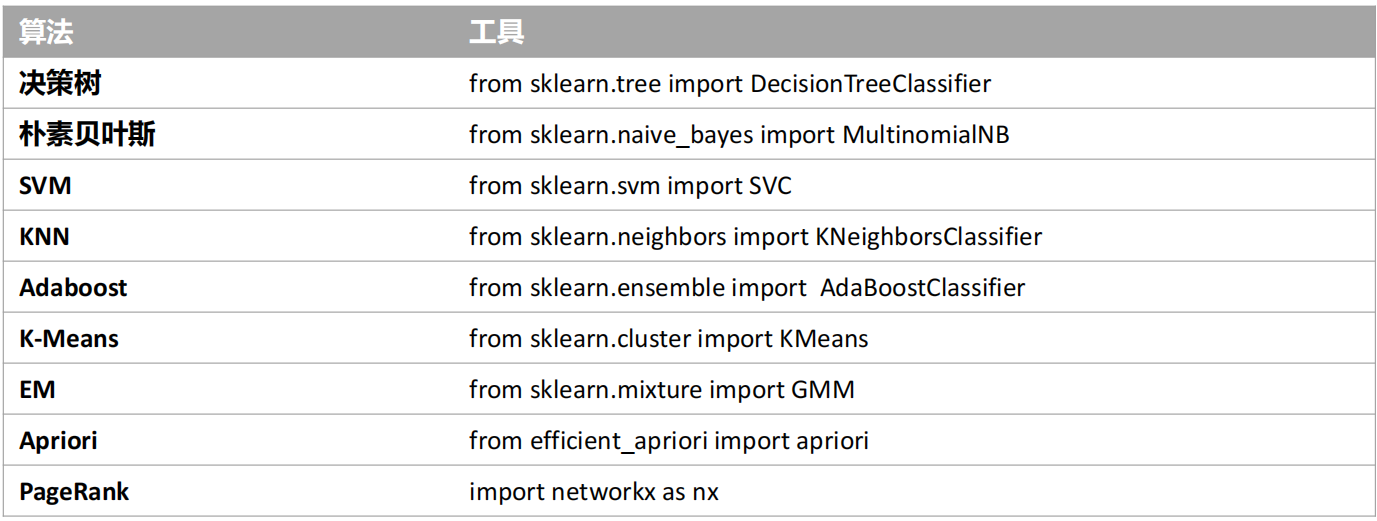 算法 工具
决策树 from sklearn.tree import DecisionTreeClassifier
朴素贝叶斯 from sklearn.naive_bayes import MultinomialNB
SVM from sklearn.svm import SVC
KNN from sklearn.neighbors import KNeighborsClassifier
Adaboost from sklearn.ensemble import  AdaBoostClassifier
K-Means from sklearn.cluster import KMeans
EM from sklearn.mixture import GMM
Apriori from efficient_apriori import apriori
PageRank import networkx as nx